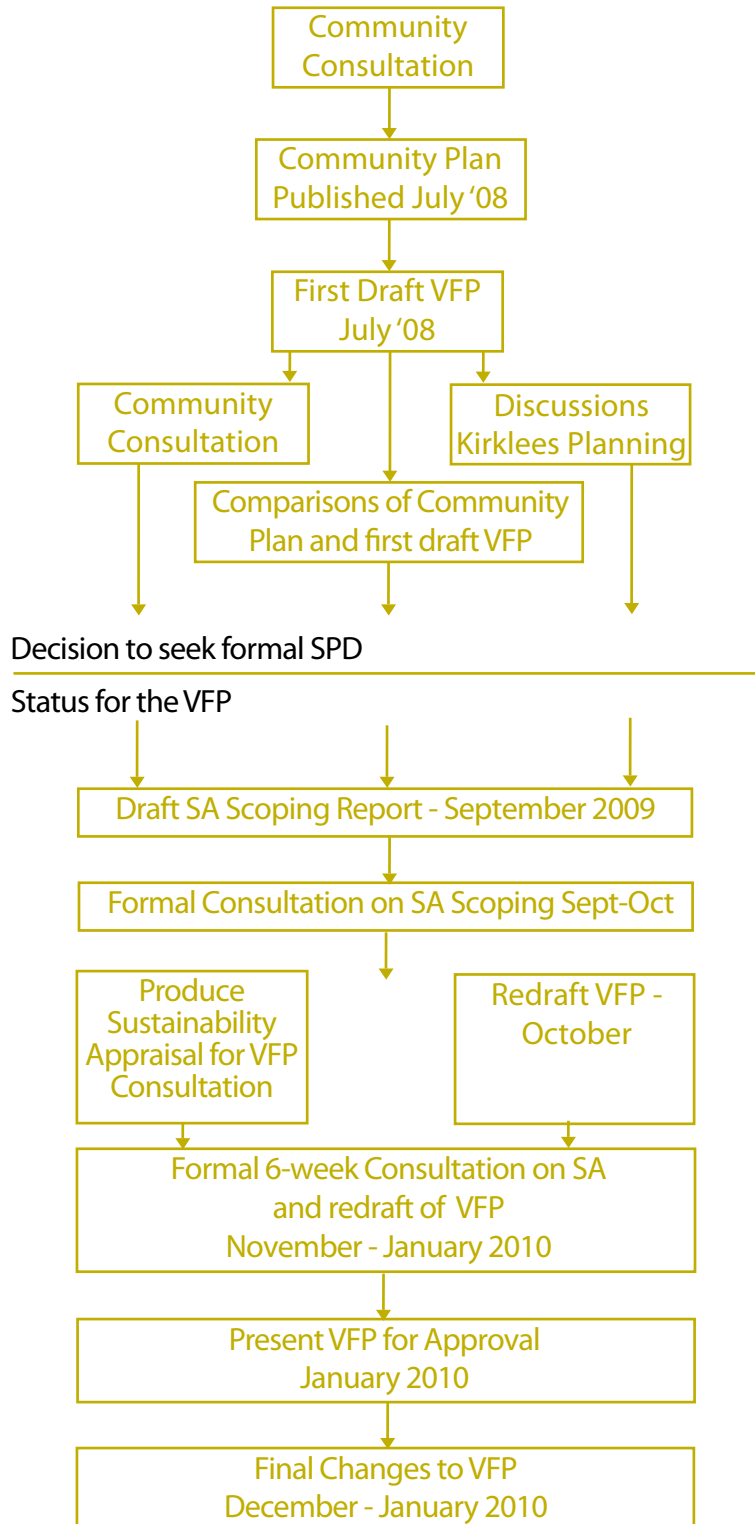 Community
Consultation
Community Plan
Published July ‘08
First Draft VFP
July ‘08
Community
Consultation
Discussions
Kirklees Planning
Comparisons of Community
Plan and first draft VFP
Decision to seek formal SPD
Status for the VFP
Draft SA Scoping Report - September 2009
Formal Consultation on SA Scoping Sept-Oct
Produce
Sustainability
Appraisal for VFP
Consultation
Redraft VFP -
October
Formal 6-week Consultation on SA
and redraft of VFP
November - January 2010
Present VFP for Approval
January 2010
Final Changes to VFP
December - January 2010